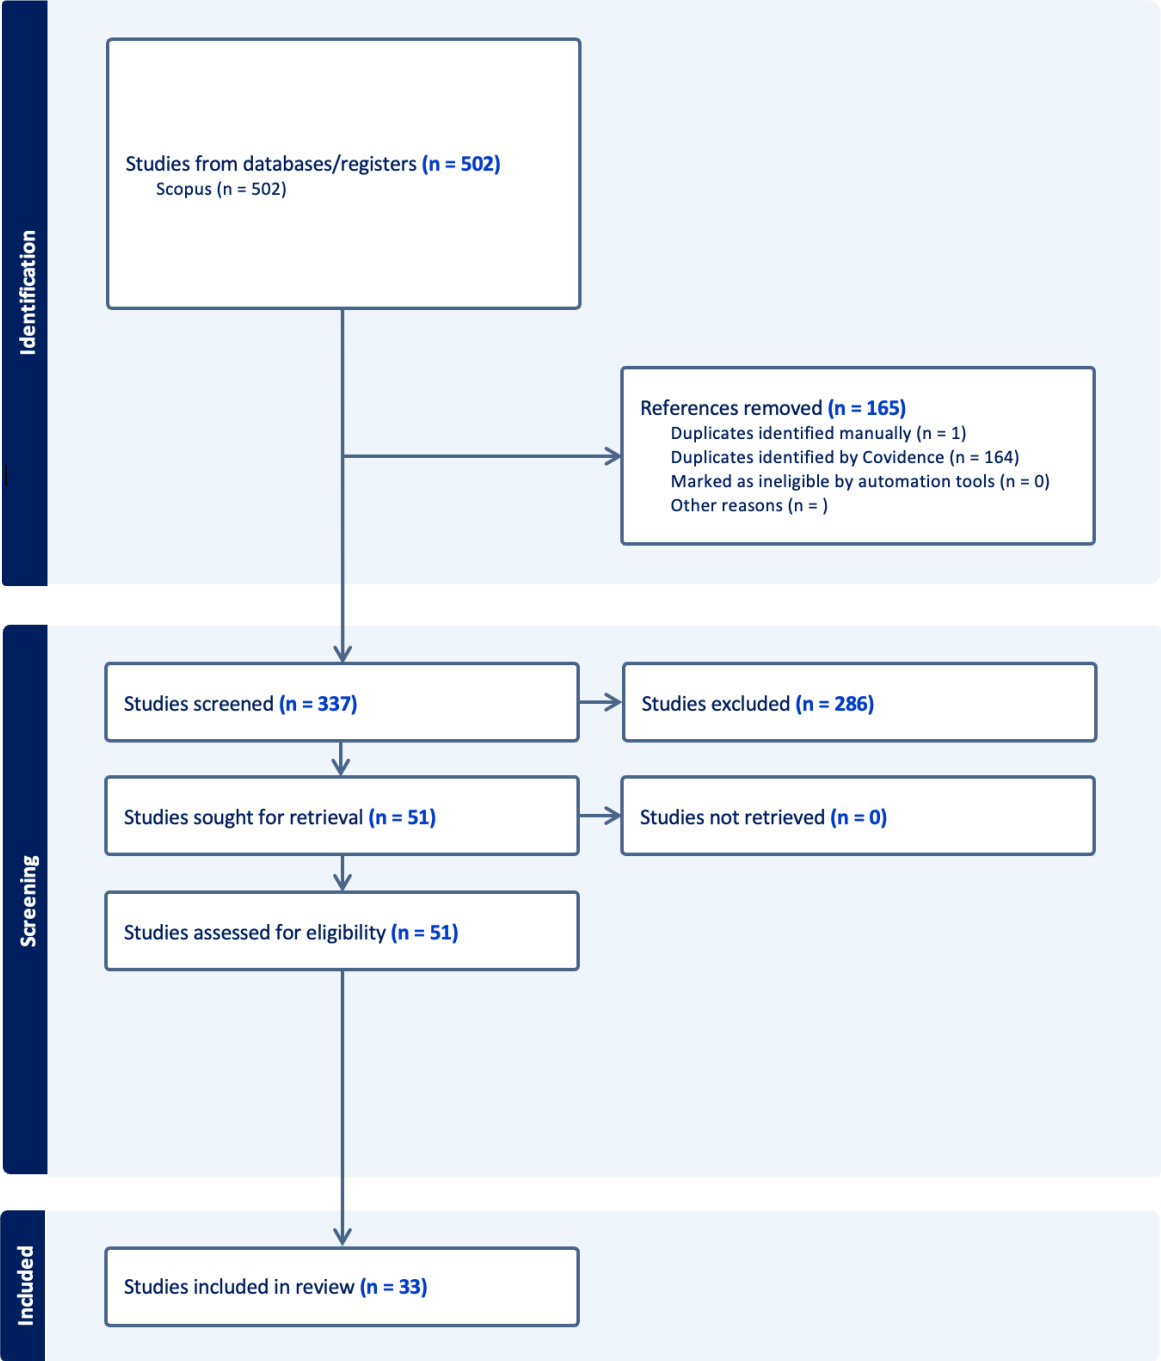 Identification
Studies from databases/registers (n = 502)
Scopus (n = 502)
References removed (n = 165)
Duplicates identified manually (n = 1)
Duplicates identified by Covidence (n = 164)
Marked as ineligible by automation tools (n = 0)
Other reasons (n = )
Screening
Studies screened (n = 337)
Studies excluded (n = 286)
Studies sought for retrieval (n = 51)
Studies not retrieved (n = 0)
Studies assessed for eligibility (n = 51)
Included
Studies included in review (n = 33)